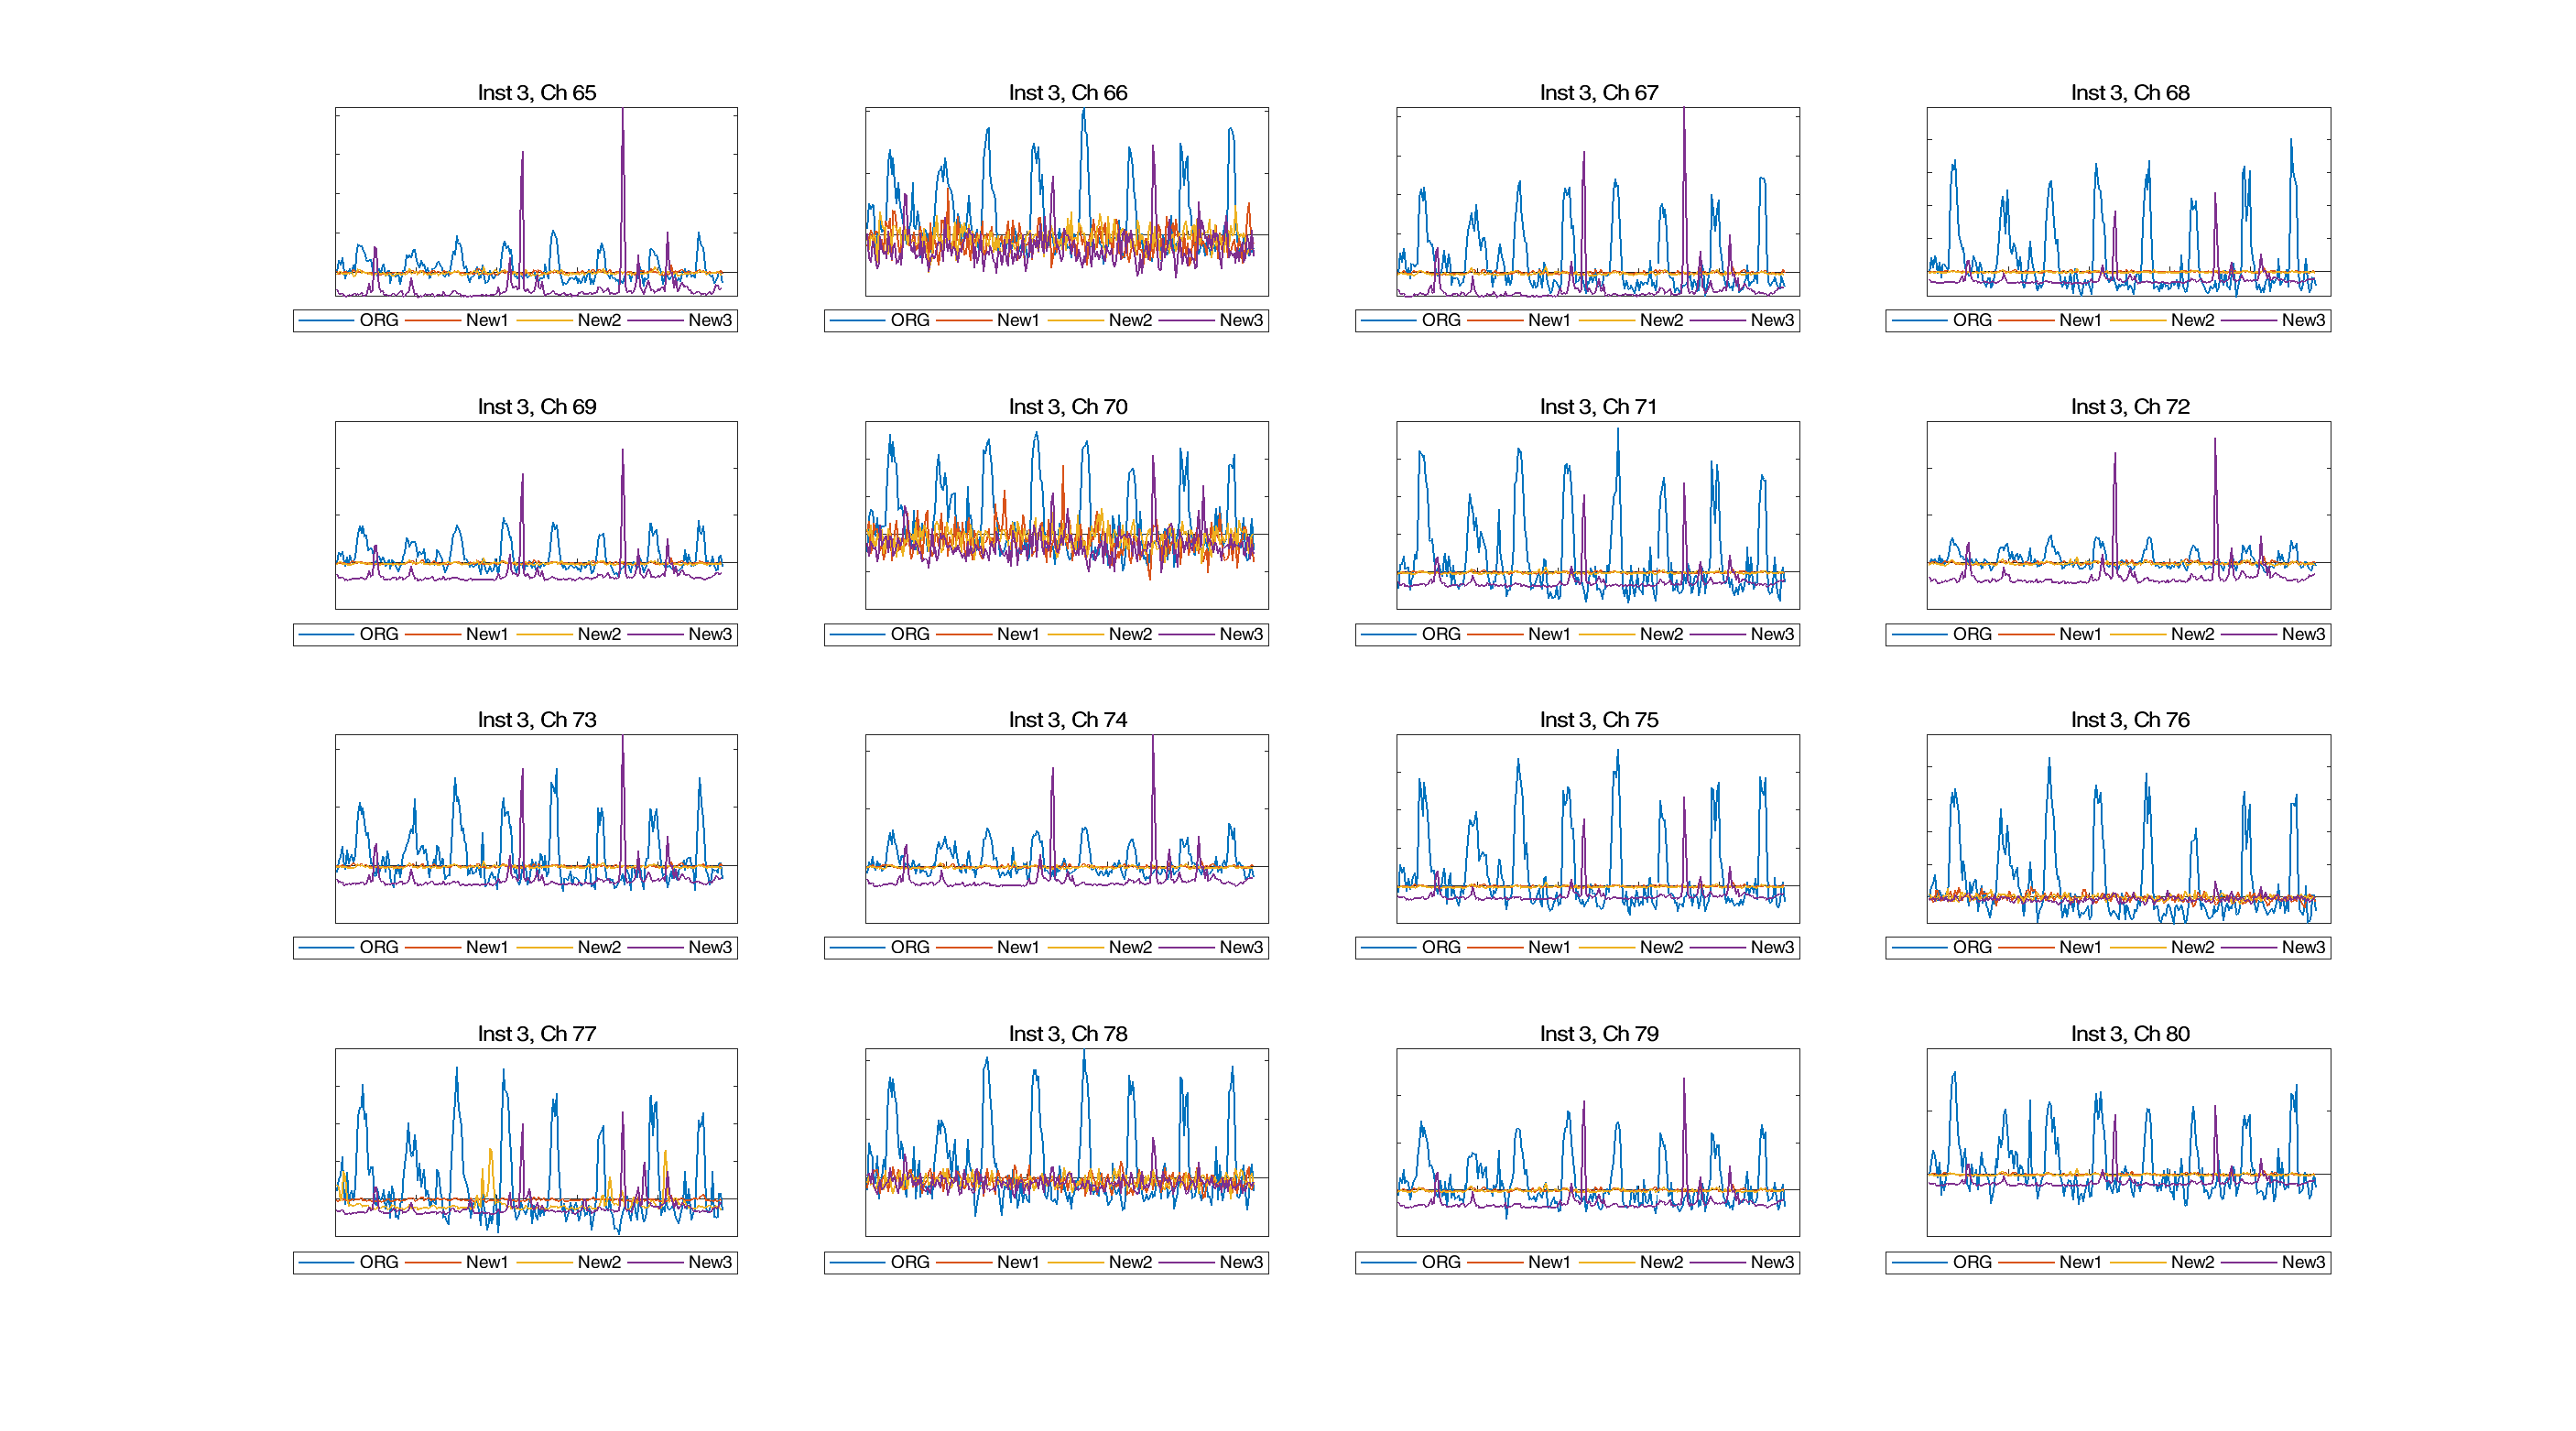 Inst 3, Ch 65
Inst 3, Ch 66
Inst 3, Ch 67
Inst 3, Ch 68
ORG New1 New2 New3
ORG New1 New2 New3
ORG New1 New2 New3
ORG New1 New2 New3
Inst 3, Ch 69
Inst 3, Ch 70
Inst 3, Ch 71
Inst 3, Ch 72
ORG New1 New2 New3
ORG New1 New2 New3
ORG New1 New2 New3
ORG New1 New2 New3
Inst 3, Ch 73
Inst 3, Ch 74
Inst 3, Ch 75
Inst 3, Ch 76
ORG New1 New2 New3
ORG New1 New2 New3
ORG New1 New2 New3
ORG New1 New2 New3
Inst 3, Ch 77
Inst 3, Ch 78
Inst 3, Ch 79
Inst 3, Ch 80
ORG New1 New2 New3
ORG New1 New2 New3
ORG New1 New2 New3
ORG New1 New2 New3